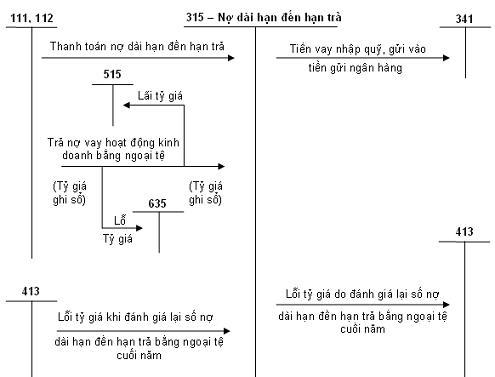 111, 112
315 – Nợ dài hạn đến hạn trả
341
Thanh toán nợ dài hạn đến hạn trả
Tiền vay nhập quỹ, gửi vào
tiền gửi ngân hàng
515
Lãi tỷ giá
Trả nợ vay hoạt động kinh
doanh bằng ngoại tệ
(Tỷ giá
ghi sổ)
(Tỷ giá
ghi sổ)
635
Lỗ
Tỷ giá
413
413
Lỗi tỷ giá khi đánh giá lại số nợ
dài hạn đến hạn trả bằng ngoại tệ
cuối năm
Lỗi tỷ giá do đánh giá lại số nợ
dài hạn đến hạn trả bằng ngoại tệ
cuối năm